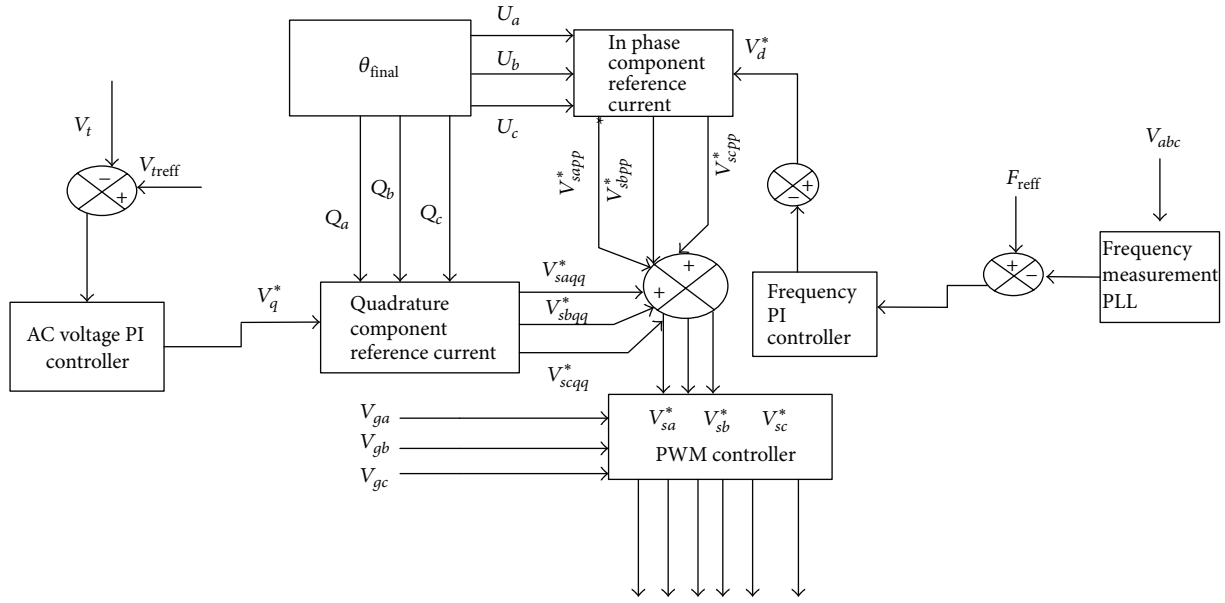 U_a
θ_final
U_b
U_c
In phase
component
reference
current
V_d^*
V_t
V_treff
−
+
Q_a
Q_b
Q_c
*
V_sapp^*
V_sbpp^*
V_scpp^*
+
−
V_abc
F_reff
+
−
Frequency
measurement
PLL
V_q^*
AC voltage PI
controller
Quadrature
component
reference current
V_saqq^*
V_sbqq^*
V_scqq^*
+
+
Frequency
PI
controller
V_ga
V_gb
V_gc
V_sa^* V_sb^* V_sc^*
PWM controller